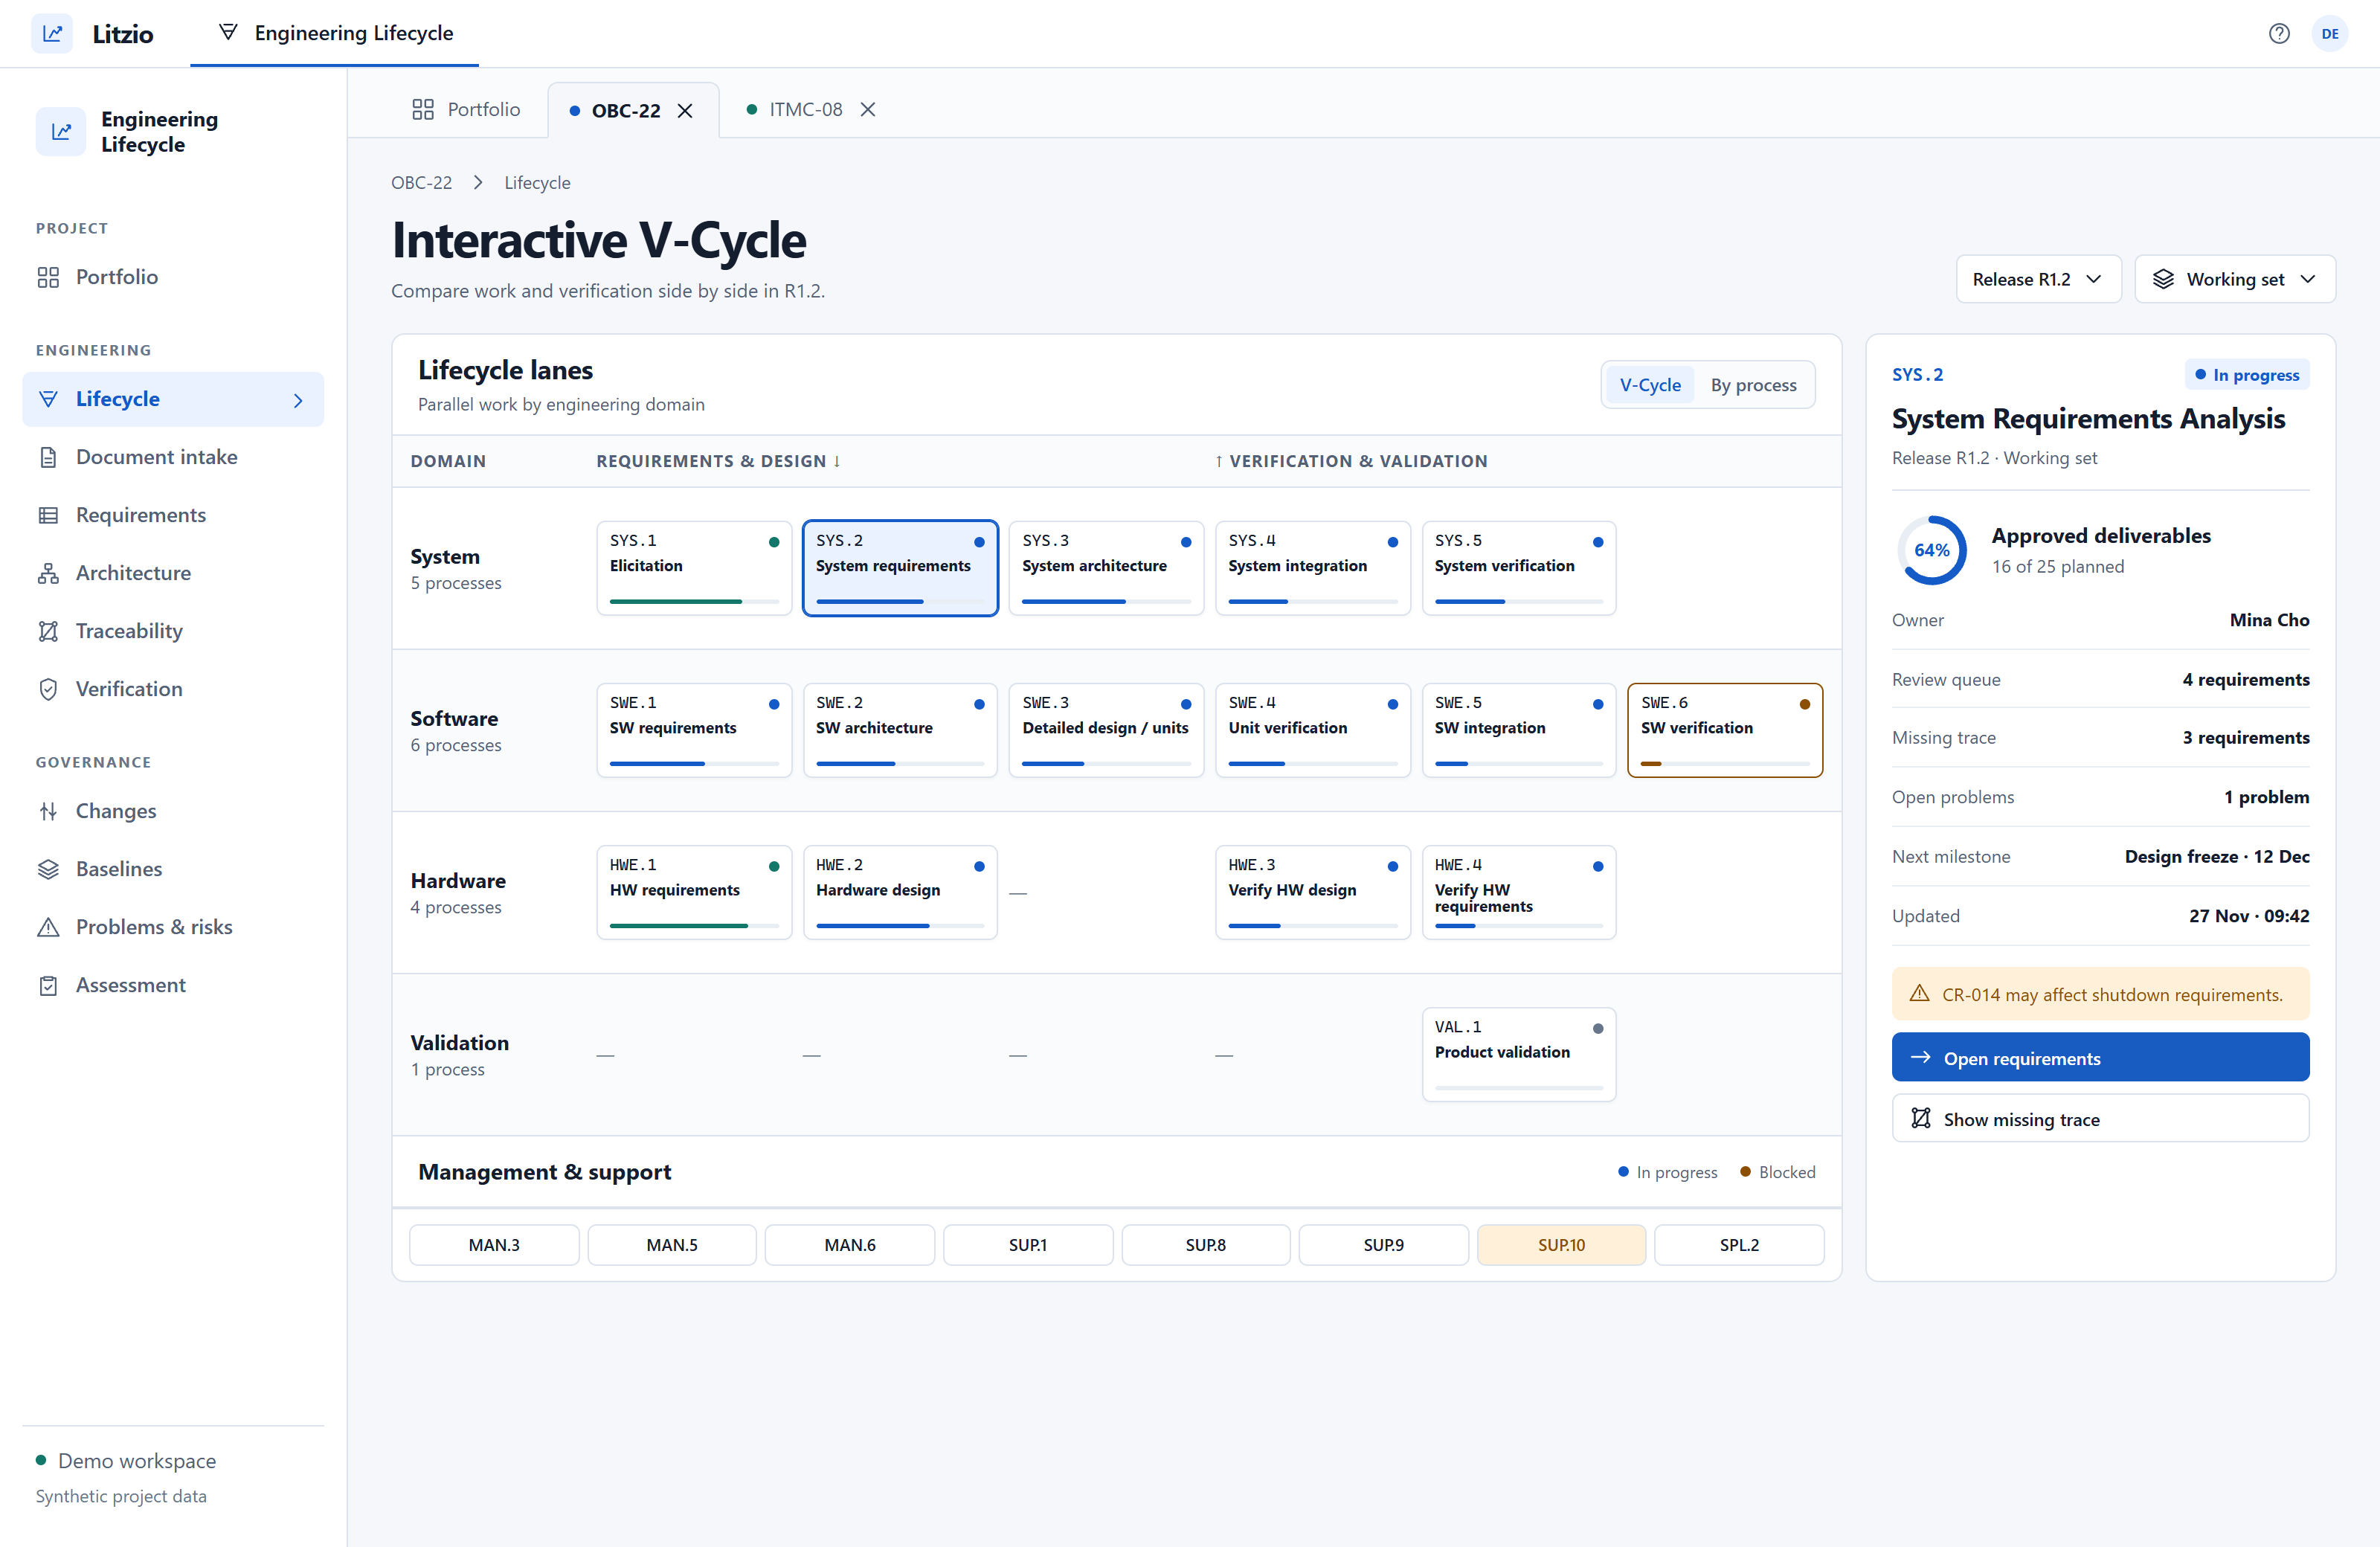 Litzio
Engineering Lifecycle
DE
Engineering
Lifecycle
PROJECT
Portfolio
ENGINEERING
Lifecycle
Document intake
Requirements
Architecture
Traceability
Verification
GOVERNANCE
Changes
Baselines
Problems & risks
Assessment
Demo workspace
Synthetic project data
Portfolio
OBC-22
ITMC-08
OBC-22 > Lifecycle
Interactive V-Cycle
Compare work and verification side by side in R1.2.
Release R1.2
Working set
Lifecycle lanes
Parallel work by engineering domain
V-Cycle
By process
DOMAIN
REQUIREMENTS & DESIGN ↓
↑ VERIFICATION & VALIDATION
System
5 processes
SYS.1
Elicitation
SYS.2
System requirements
SYS.3
System architecture
SYS.4
System integration
SYS.5
System verification
Software
6 processes
SWE.1
SW requirements
SWE.2
SW architecture
SWE.3
Detailed design / units
SWE.4
Unit verification
SWE.5
SW integration
SWE.6
SW verification
Hardware
4 processes
HWE.1
HW requirements
HWE.2
Hardware design
—
HWE.3
Verify HW design
HWE.4
Verify HW
requirements
Validation
1 process
—
—
—
—
VAL.1
Product validation
Management & support
In progress
Blocked
MAN.3
MAN.5
MAN.6
SUP.1
SUP.8
SUP.9
SUP.10
SPL.2
SYS.2
In progress
System Requirements Analysis
Release R1.2 · Working set
64%
Approved deliverables
16 of 25 planned
Owner
Mina Cho
Review queue
4 requirements
Missing trace
3 requirements
Open problems
1 problem
Next milestone
Design freeze · 12 Dec
Updated
27 Nov · 09:42
CR-014 may affect shutdown requirements.
Open requirements
Show missing trace